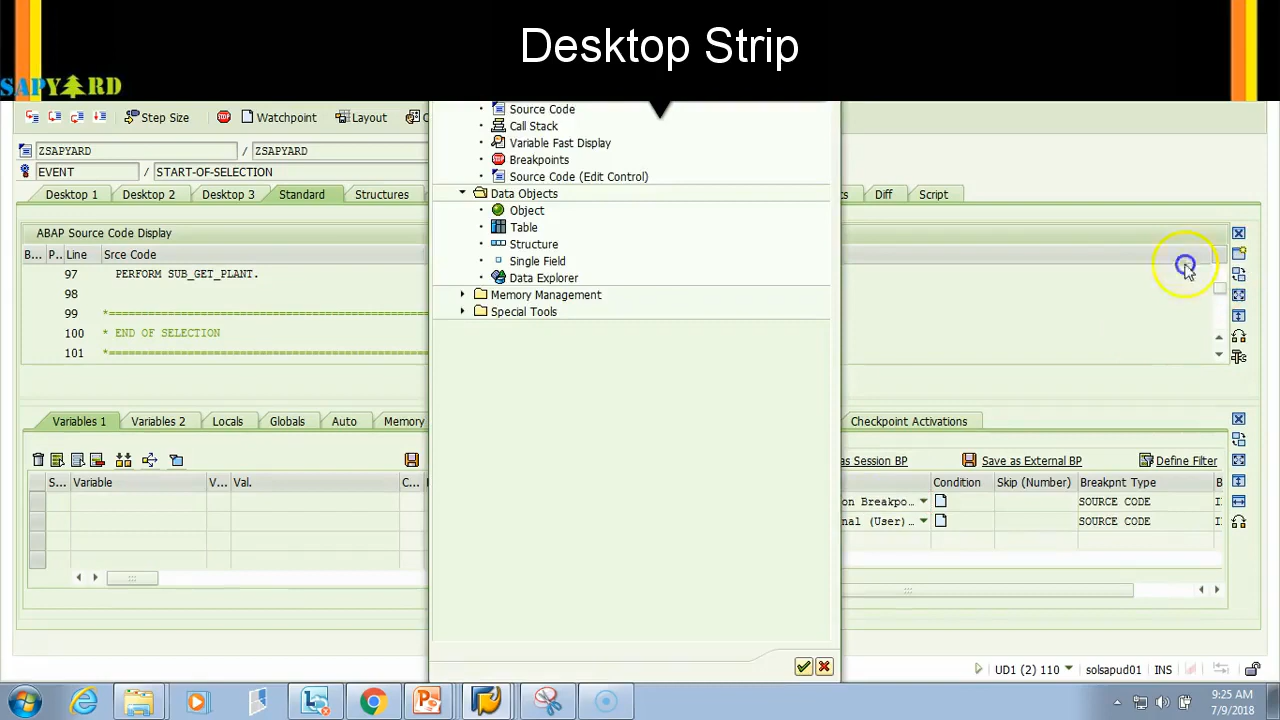 Desktop Strip
SAPYARD
Step Size
Watchpoint
Layout
ZSAPYARD / ZSAPYARD
EVENT / START-OF-SELECTION
Desktop 1 Desktop 2 Desktop 3 Standard Structures Diff Script
ABAP Source Code Display
B... P.. Line Srce Code
97 PERFORM SUB_GET_PLANT.
98
99
100 * END OF SELECTION
101
Source Code
Call Stack
Variable Fast Display
Breakpoints
Source Code (Edit Control)
Data Objects
Object
Table
Structure
Single Field
Data Explorer
Memory Management
Special Tools
Variables 1 Variables 2 Locals Globals Auto Memory
S... Variable V... Val. C...
Checkpoint Activations
as Session BP Save as External BP Define Filter
Condition Skip (Number) Breakpnt Type B
on Breakpo... SOURCE CODE I
nal (User)... SOURCE CODE I
UD1 (2) 110 solsapud01 INS
9:25 AM
7/9/2018